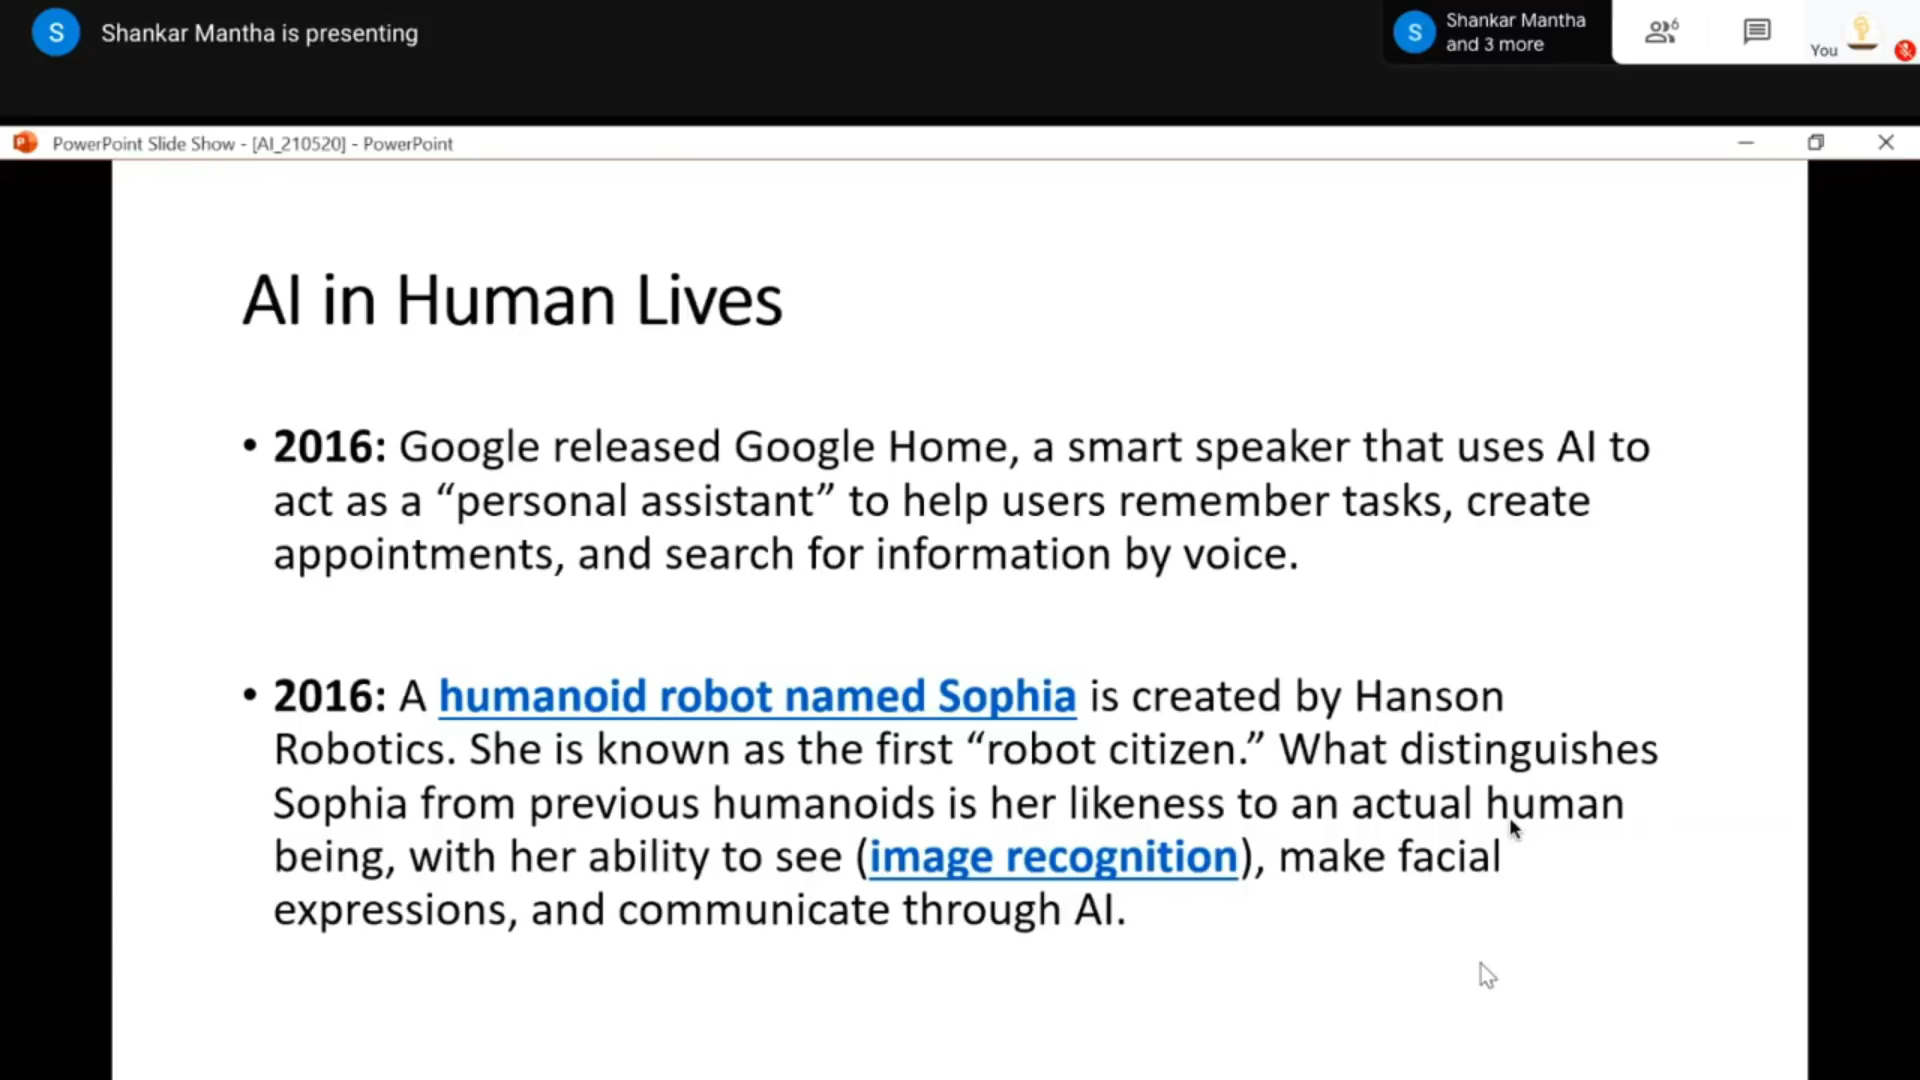 S
Shankar Mantha is presenting
S
Shankar Mantha
and 3 more
6
You
PowerPoint Slide Show - [AI_210520] - PowerPoint
AI in Human Lives
• 2016: Google released Google Home, a smart speaker that uses AI to
act as a “personal assistant” to help users remember tasks, create
appointments, and search for information by voice.
• 2016: A humanoid robot named Sophia is created by Hanson
Robotics. She is known as the first “robot citizen.” What distinguishes
Sophia from previous humanoids is her likeness to an actual human
being, with her ability to see (image recognition), make facial
expressions, and communicate through AI.